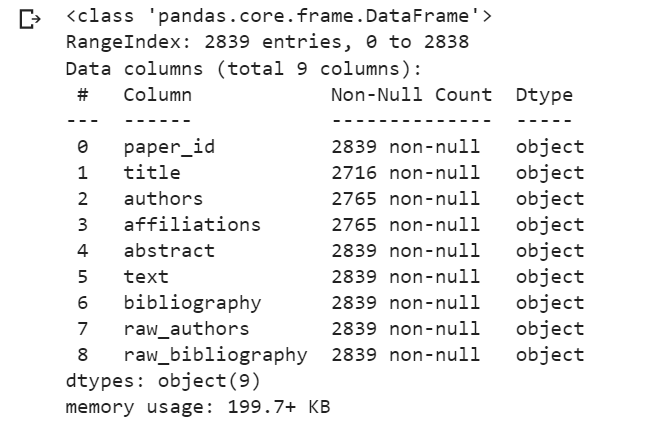 <class 'pandas.core.frame.DataFrame'>
RangeIndex: 2839 entries, 0 to 2838
Data columns (total 9 columns):
 #   Column            Non-Null Count  Dtype
---  ------            --------------  -----
 0   paper_id          2839 non-null   object
 1   title             2716 non-null   object
 2   authors           2765 non-null   object
 3   affiliations      2765 non-null   object
 4   abstract          2839 non-null   object
 5   text              2839 non-null   object
 6   bibliography      2839 non-null   object
 7   raw_authors       2839 non-null   object
 8   raw_bibliography  2839 non-null   object
dtypes: object(9)
memory usage: 199.7+ KB